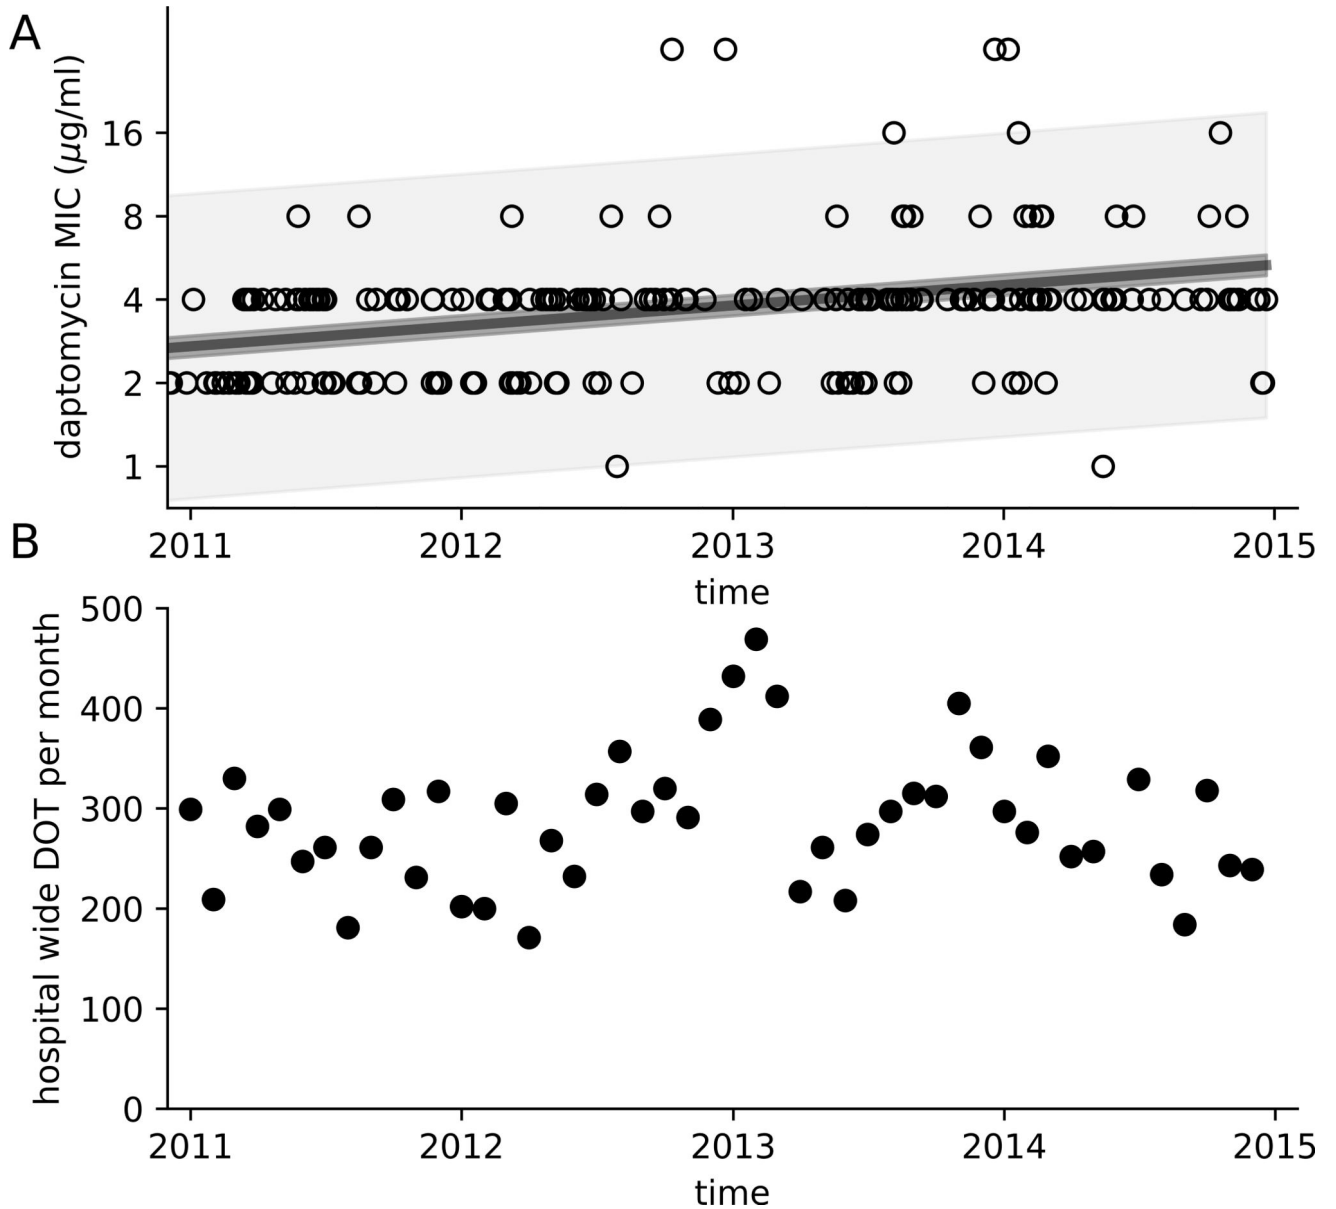 A
daptomycin MIC (μg/ml)
16
8
4
2
1
2011 2012 2013 2014 2015
time
B
hospital wide DOT per month
500
400
300
200
100
0
2011 2012 2013 2014 2015
time